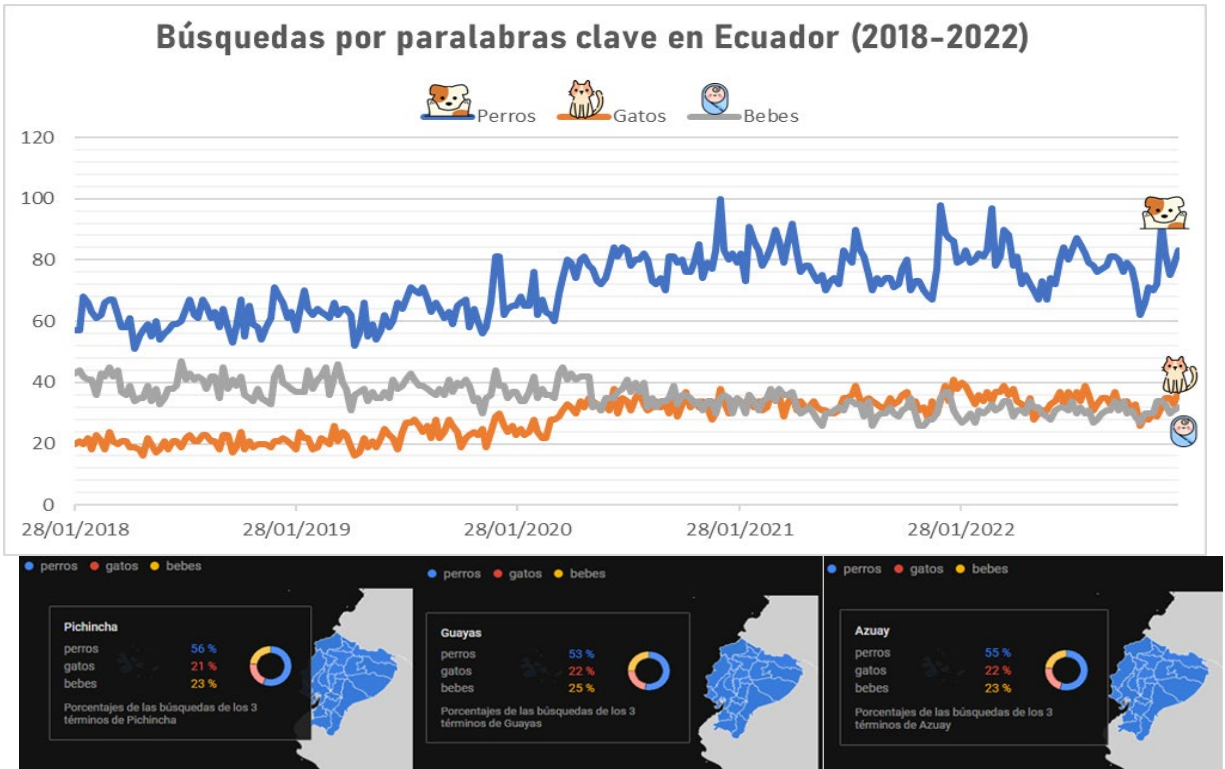 Búsquedas por paralabras clave en Ecuador (2018-2022)
Perros Gatos Bebes
120
100
80
60
40
20
0
28/01/2018 28/01/2019 28/01/2020 28/01/2021 28/01/2022
perros gatos bebes
Pichincha
perros 56 %
gatos 21 %
bebes 23 %
Porcentajes de las búsquedas de los 3
términos de Pichincha
perros gatos bebes
Guayas
perros 53 %
gatos 22 %
bebes 25 %
Porcentajes de las búsquedas de los 3
términos de Guayas
perros gatos bebes
Azuay
perros 55 %
gatos 22 %
bebes 23 %
Porcentajes de las búsquedas de los 3
términos de Azuay